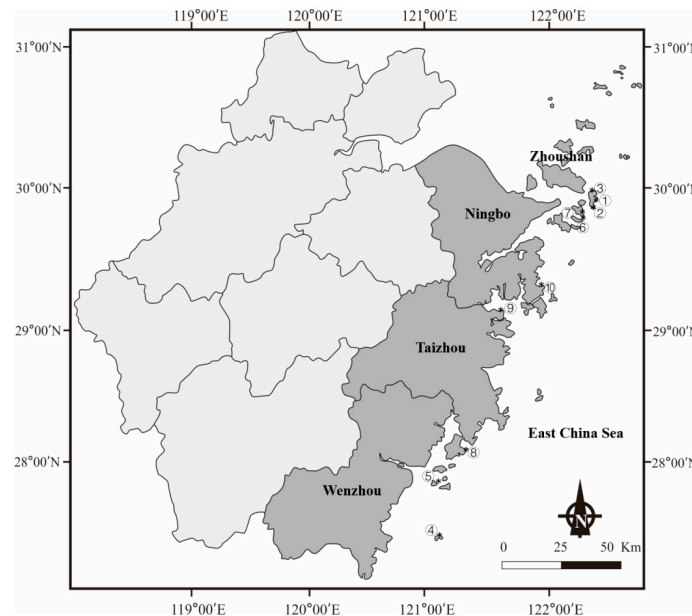 119°00′E 120°00′E 121°00′E 122°00′E
31°00′N 31°00′N
Zhoushan
30°00′N ③ 30°00′N
①
Ningbo ⑦ ②
⑥
⑩
29°00′N ⑨ 29°00′N
Taizhou
East China Sea
28°00′N ⑧ 28°00′N
⑤
Wenzhou
④
N
0 25 50 Km
119°00′E 120°00′E 121°00′E 122°00′E